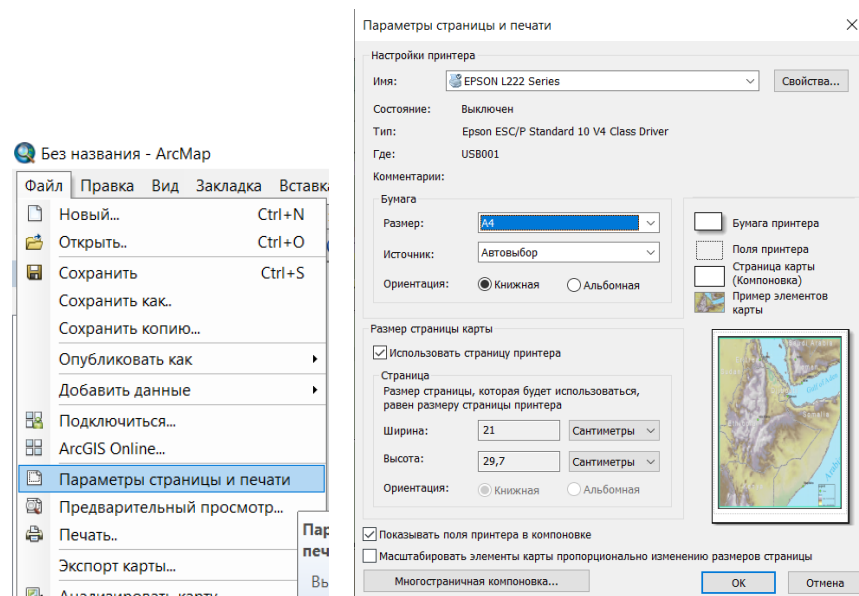 Без названия - ArcMap
Файл Правка Вид Закладка Вставка
Новый... Ctrl+N
Открыть.. Ctrl+O
Сохранить Ctrl+S
Сохранить как..
Сохранить копию...
Опубликовать как
Добавить данные
Подключиться...
ArcGIS Online...
Параметры страницы и печати
Предварительный просмотр...
Печать..
Экспорт карты...
Анализировать карту
Пар
печ
Вы
Параметры страницы и печати
Настройки принтера
Имя: EPSON L222 Series Свойства...
Состояние: Выключен
Тип: Epson ESC/P Standard 10 V4 Class Driver
Где: USB001
Комментарии:
Бумага
Размер: A4
Источник: Автовыбор
Ориентация: Книжная Альбомная
Бумага принтера
Поля принтера
Страница карты
(Компоновка)
Пример элементов
карты
Размер страницы карты
Использовать страницу принтера
Страница
Размер страницы, которая будет использоваться,
равен размеру страницы принтера
Ширина: 21 Сантиметры
Высота: 29,7 Сантиметры
Ориентация: Книжная Альбомная
Показывать поля принтера в компоновке
Масштабировать элементы карты пропорционально изменению размеров страницы
Многостраничная компоновка... OK Отмена